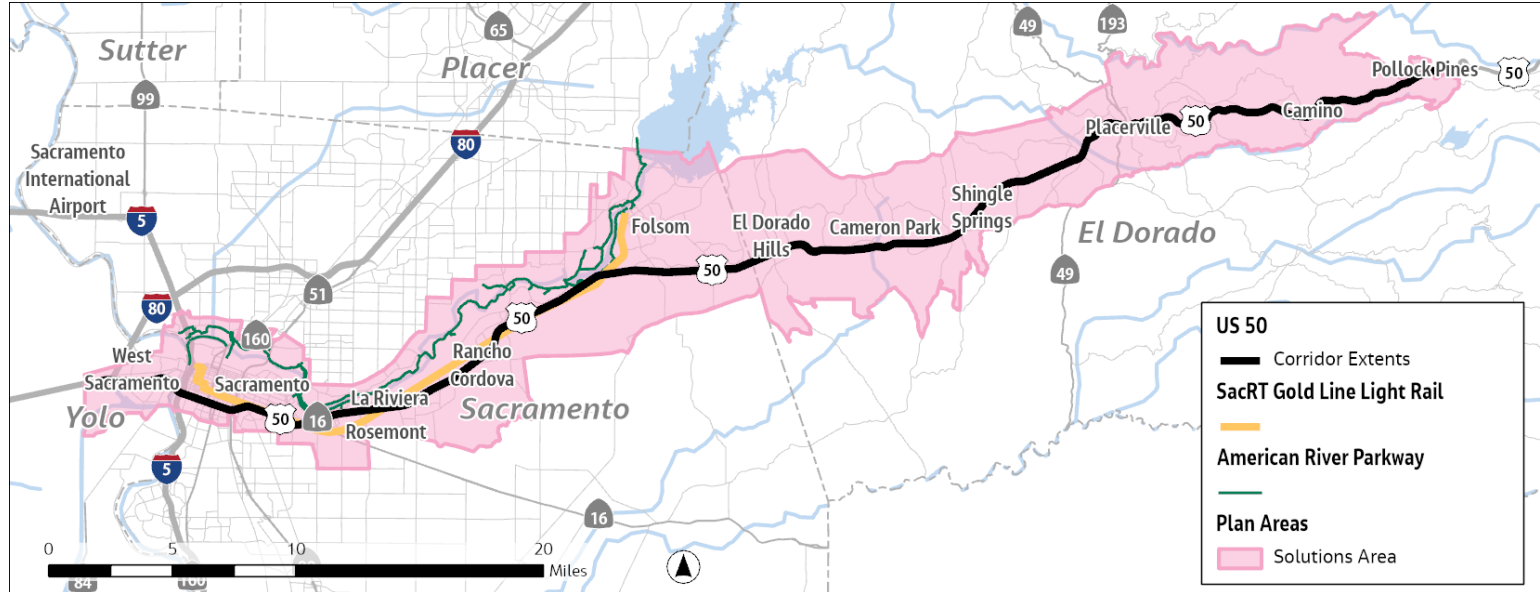 Sutter
Placer
65
49
193
99
80
Sacramento
International
Airport
5
Pollock Pines
50
Camino
50
Placerville
Shingle
Springs
Folsom
El Dorado
Hills
Cameron Park
El Dorado
49
50
50
51
80
160
West
Sacramento
Sacramento
Yolo
50
16
La Riviera
Rosemont
Rancho
Cordova
Sacramento
5
16
0
5
10
20
Miles
84
160
US 50
Corridor Extents
SacRT Gold Line Light Rail
American River Parkway
Plan Areas
Solutions Area